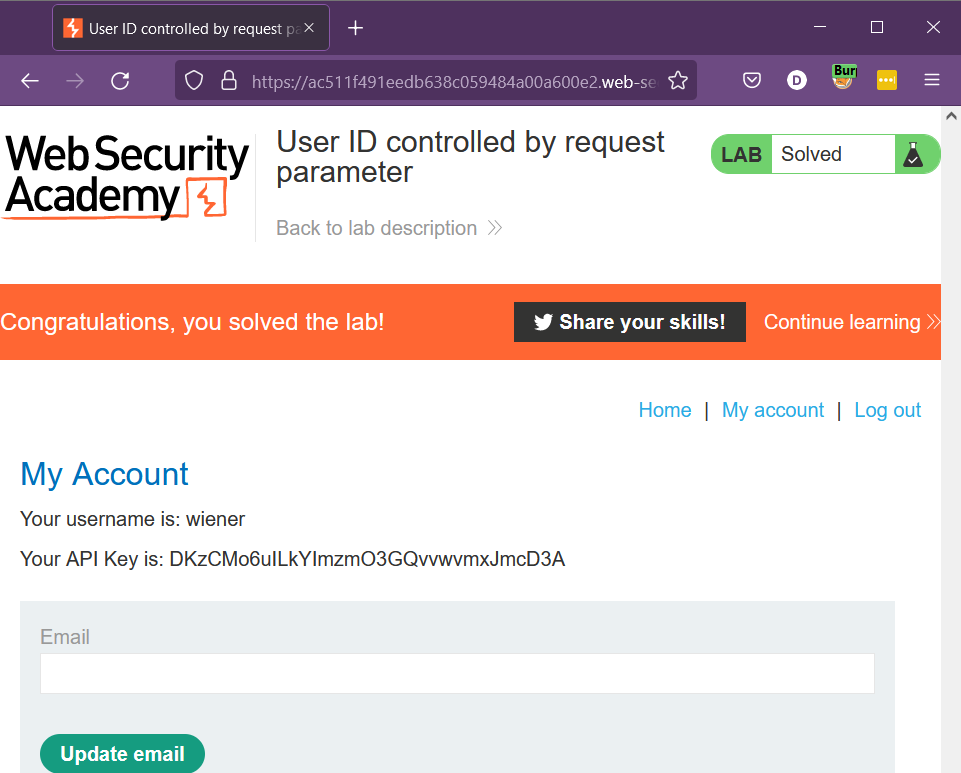 User ID controlled by request pa
D
Bur
https://ac511f491eedb638c059484a00a600e2.web-se
Web Security
Academy
User ID controlled by request
parameter
LAB Solved
Back to lab description
Congratulations, you solved the lab!
Share your skills!
Continue learning
Home | My account | Log out
My Account
Your username is: wiener
Your API Key is: DKzCMo6uILkYImzmO3GQvvwvmxJmcD3A
Email
Update email